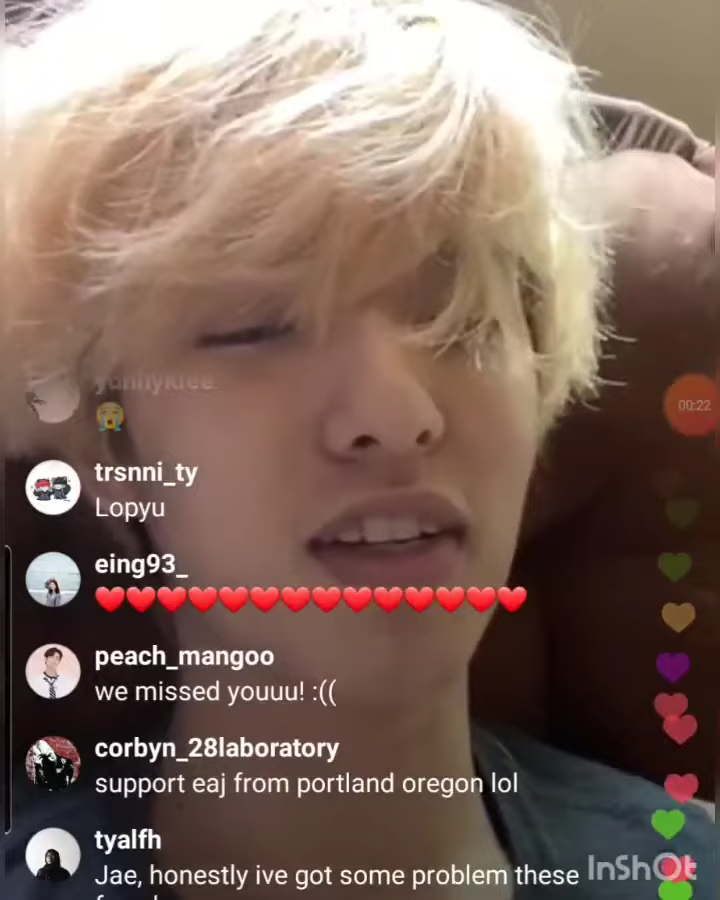 yunnyklee
😭
00:22
trsnni_ty
Lopyu
eing93_
❤️❤️❤️❤️❤️❤️❤️❤️❤️❤️❤️❤️❤️❤️
peach_mangoo
we missed youuu! :((
corbyn_28laboratory
support eaj from portland oregon lol
tyalfh
Jae, honestly ive got some problem these
InShOt